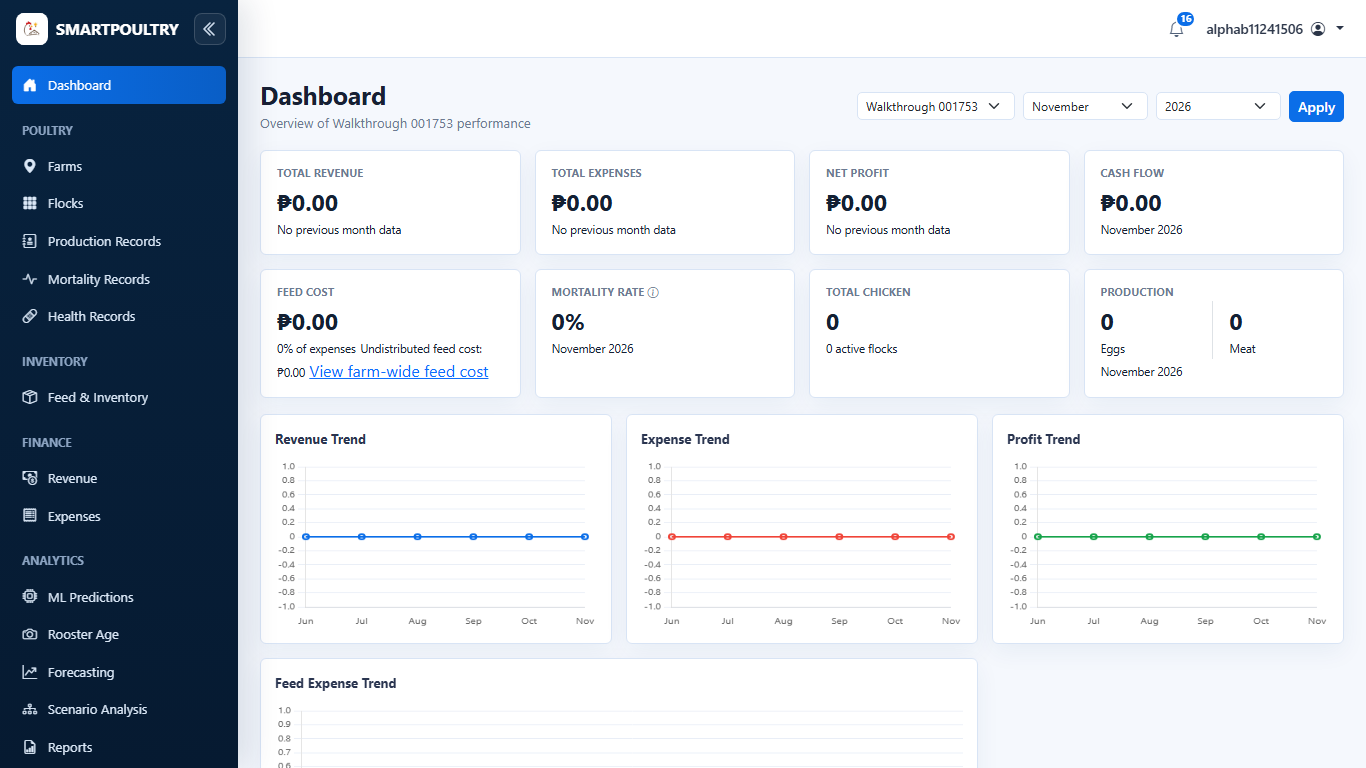 SMARTPOULTRY
16
alphab11241506
Dashboard
POULTRY
Farms
Flocks
Production Records
Mortality Records
Health Records
INVENTORY
Feed & Inventory
FINANCE
Revenue
Expenses
ANALYTICS
ML Predictions
Rooster Age
Forecasting
Scenario Analysis
Reports
Dashboard
Overview of Walkthrough 001753 performance
Walkthrough 001753
November
2026
Apply
TOTAL REVENUE
₱0.00
No previous month data
TOTAL EXPENSES
₱0.00
No previous month data
NET PROFIT
₱0.00
No previous month data
CASH FLOW
₱0.00
November 2026
FEED COST
₱0.00
0% of expenses Undistributed feed cost:
₱0.00 View farm-wide feed cost
MORTALITY RATE
0%
November 2026
TOTAL CHICKEN
0
0 active flocks
PRODUCTION
0
Eggs
0
Meat
November 2026
Revenue Trend
1.0
0.8
0.6
0.4
0.2
0
-0.2
-0.4
-0.6
-0.8
-1.0
Jun Jul Aug Sep Oct Nov
Expense Trend
1.0
0.8
0.6
0.4
0.2
0
-0.2
-0.4
-0.6
-0.8
-1.0
Jun Jul Aug Sep Oct Nov
Profit Trend
1.0
0.8
0.6
0.4
0.2
0
-0.2
-0.4
-0.6
-0.8
-1.0
Jun Jul Aug Sep Oct Nov
Feed Expense Trend
1.0
0.9
0.8
0.7
0.6